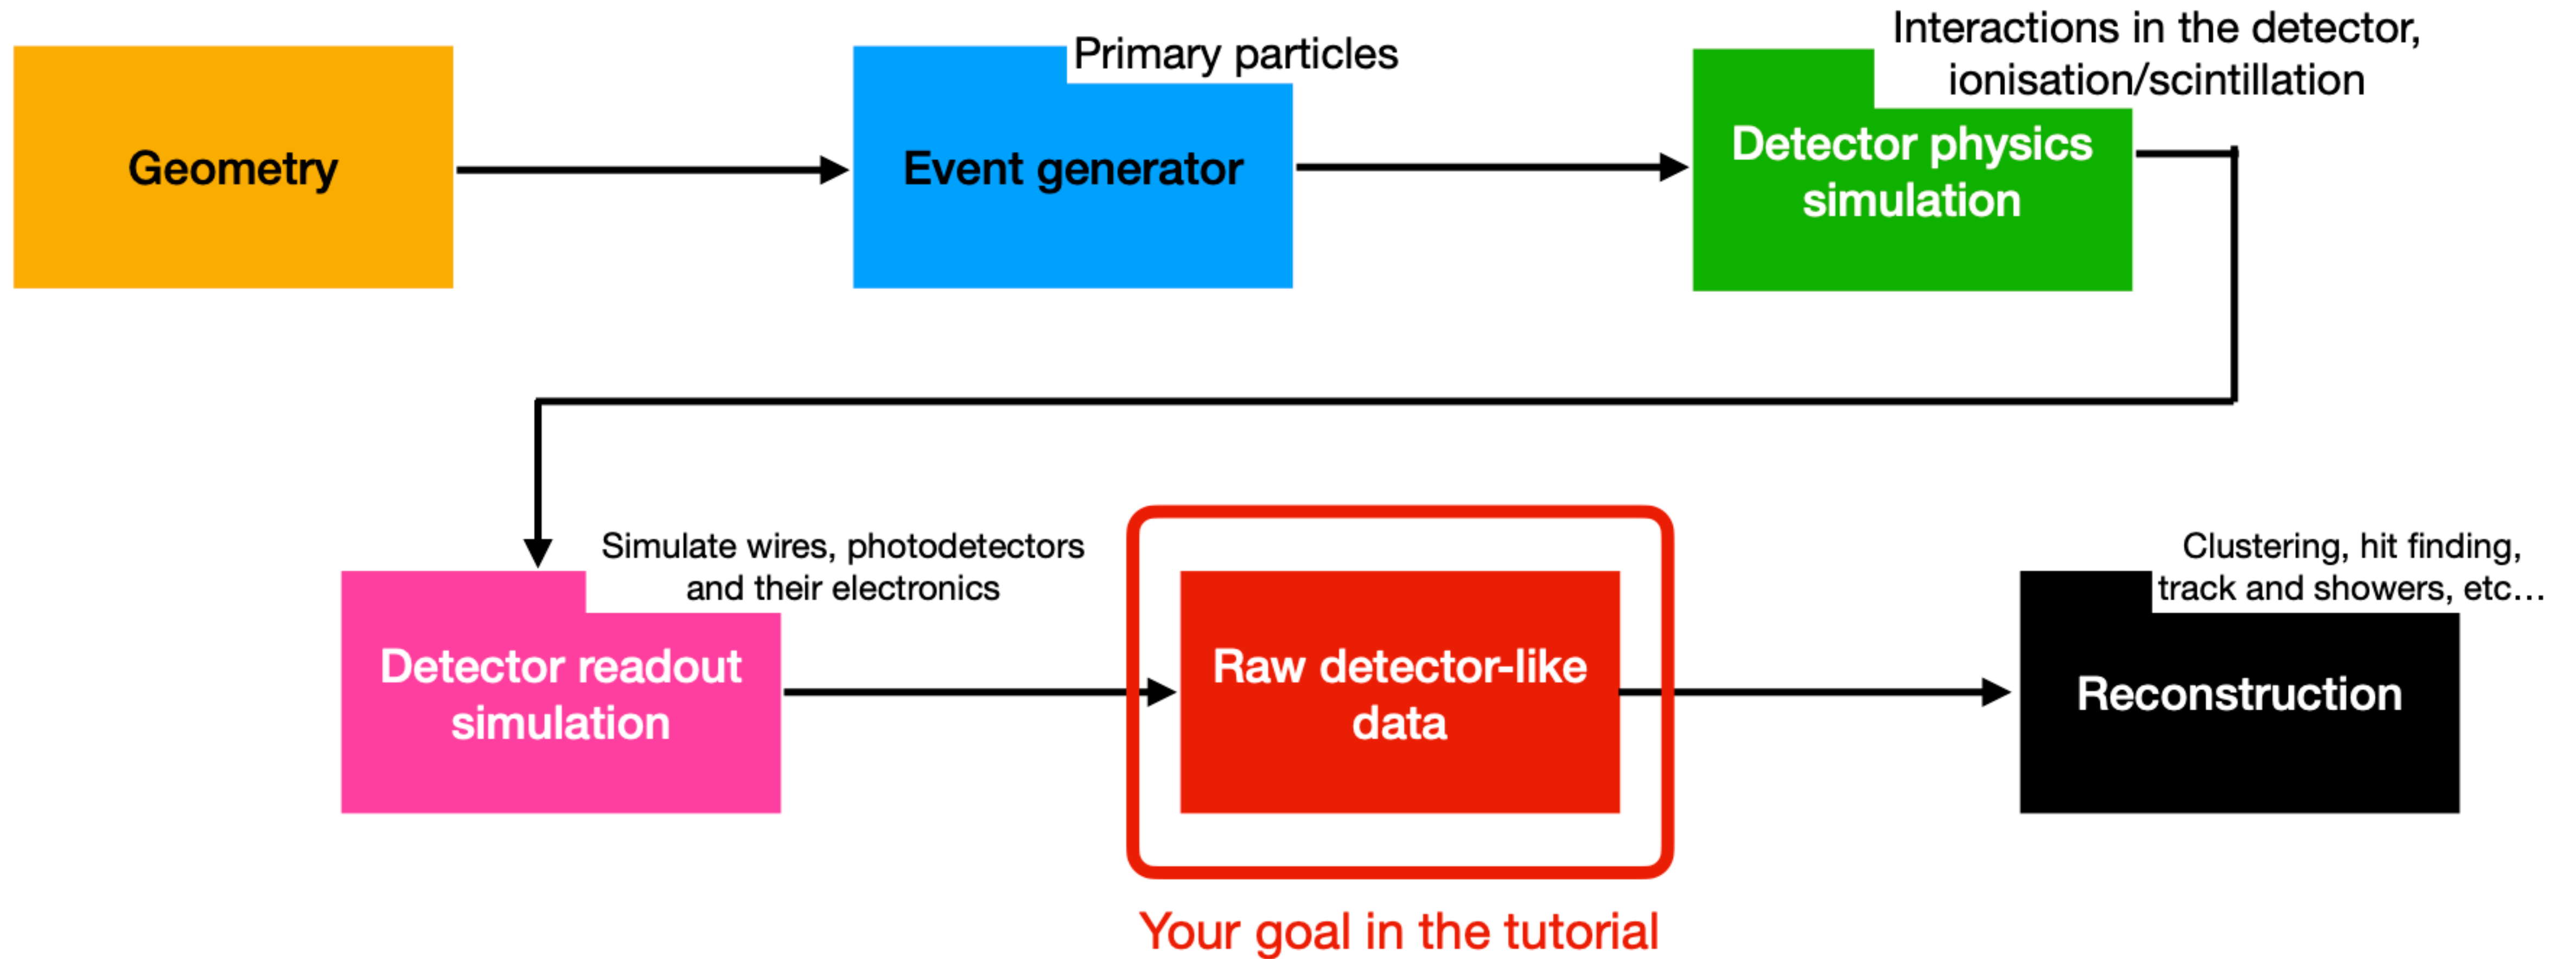 Geometry
Primary particles
Event generator
Interactions in the detector,
ionisation/scintillation
Detector physics
simulation
Simulate wires, photodetectors
and their electronics
Detector readout
simulation
Raw detector-like
data
Your goal in the tutorial
Clustering, hit finding,
track and showers, etc...
Reconstruction